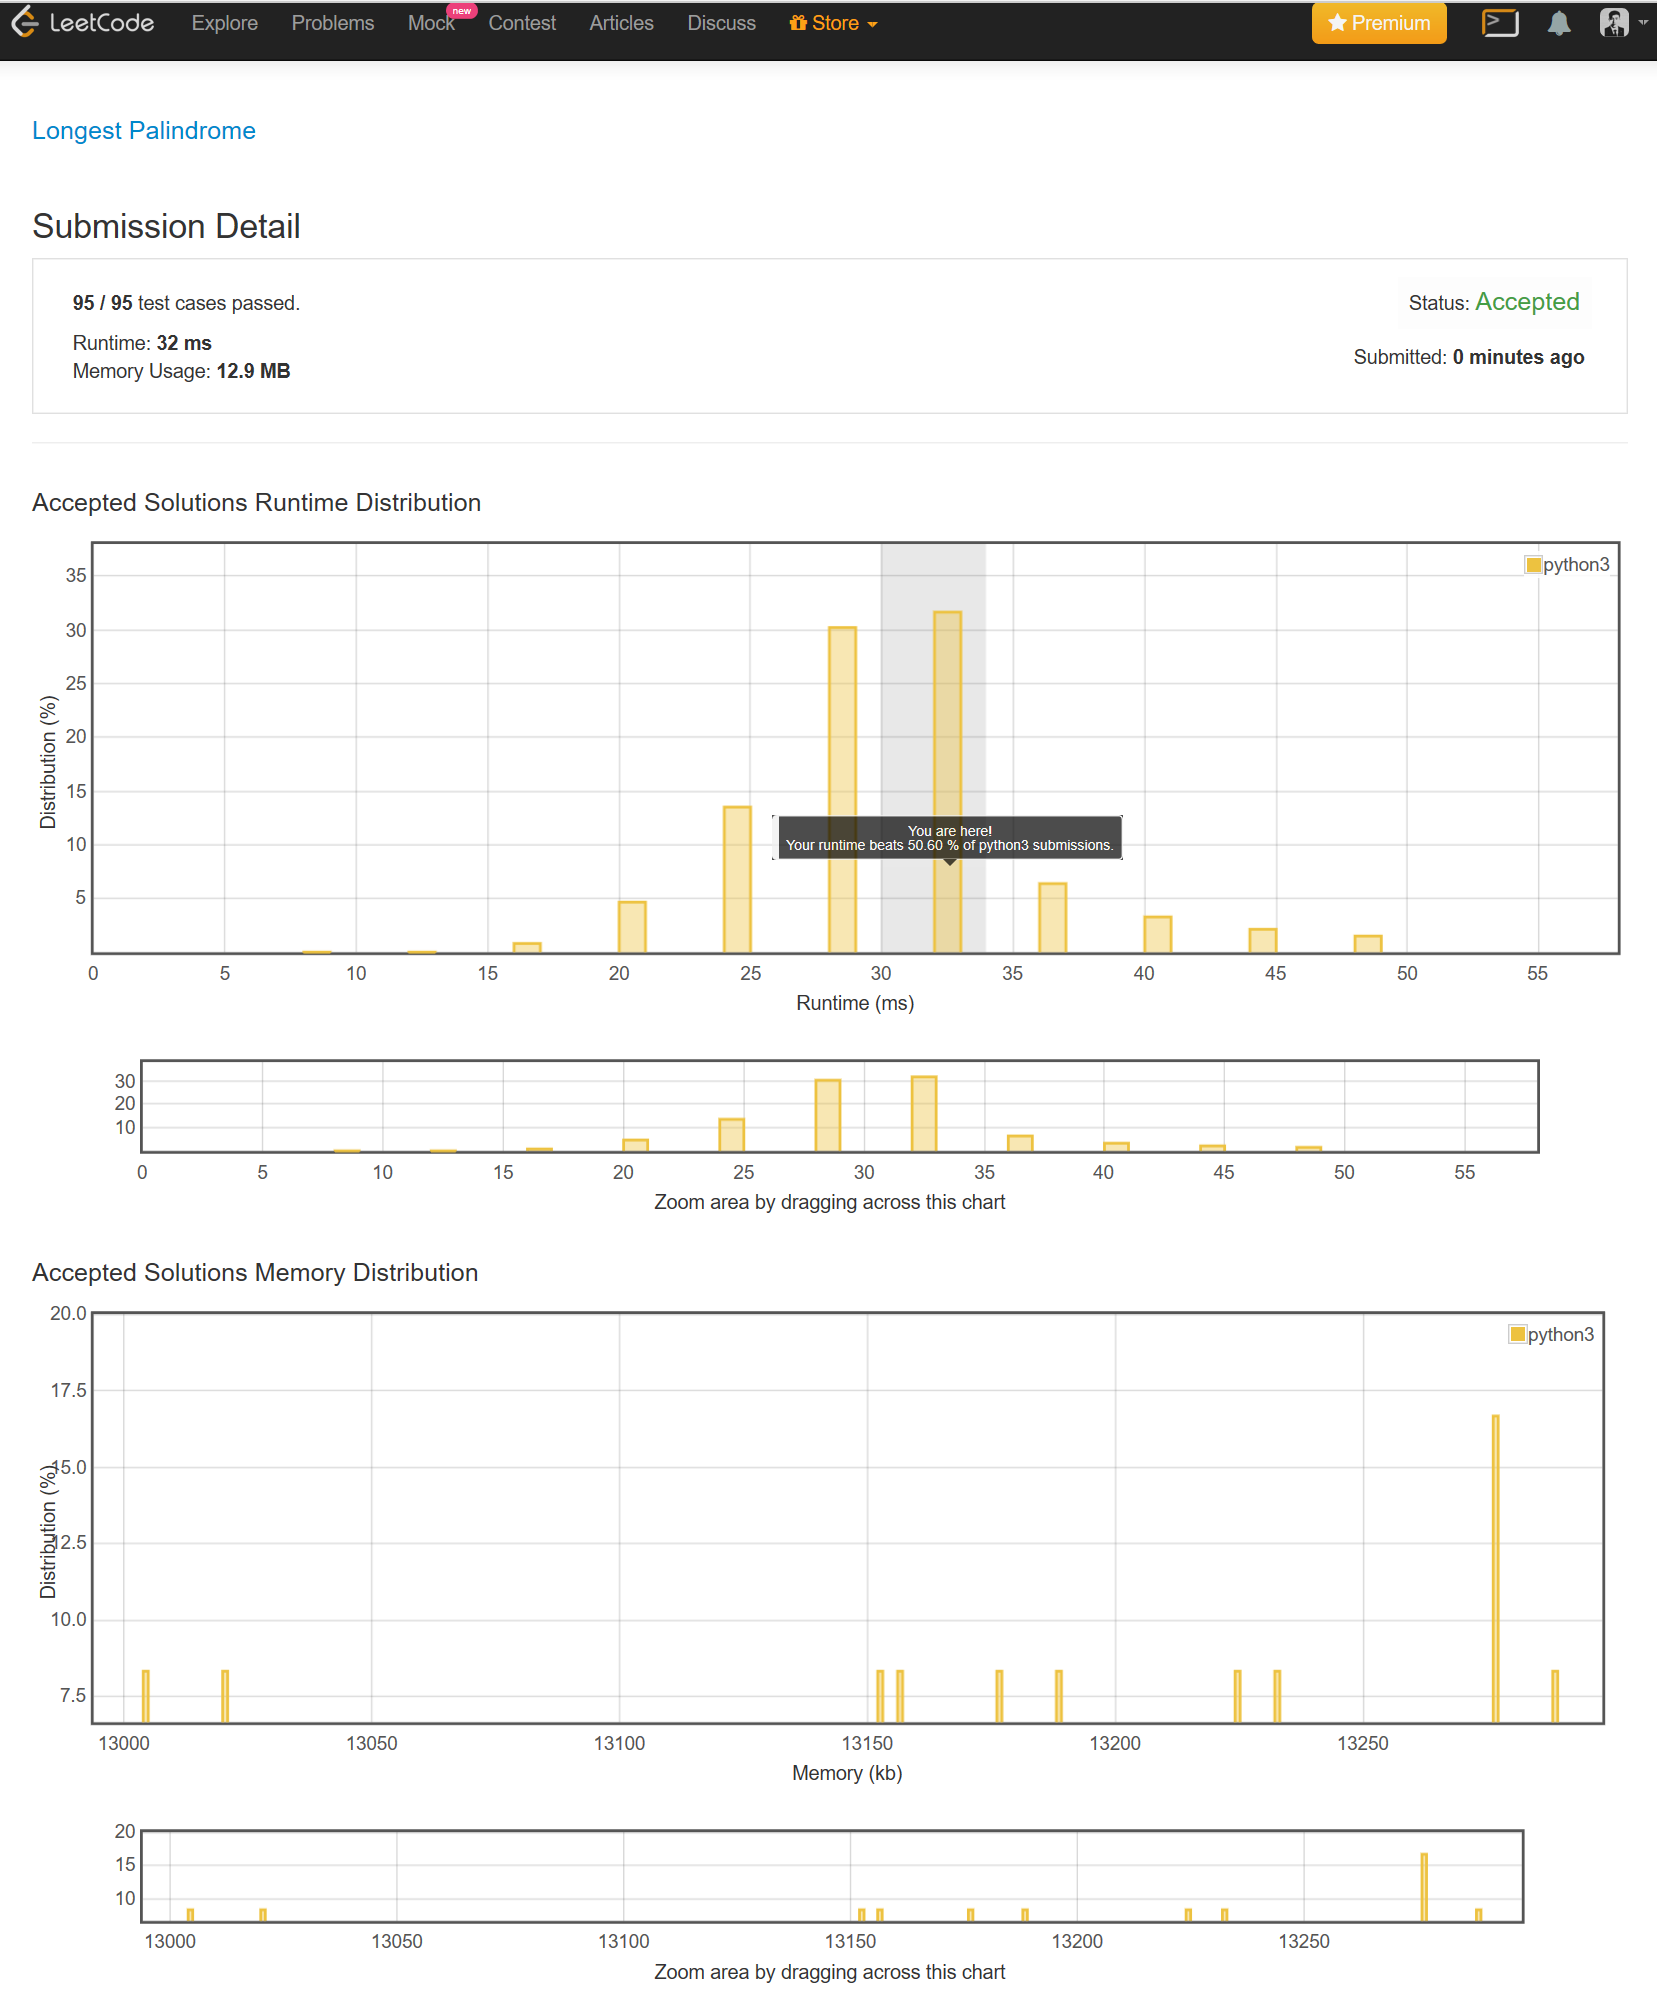 LeetCode Explore Problems Mock new Contest Articles Discuss Store Premium
Longest Palindrome
Submission Detail
95 / 95 test cases passed.
Status: Accepted
Runtime: 32 ms
Submitted: 0 minutes ago
Memory Usage: 12.9 MB
Accepted Solutions Runtime Distribution
python3
35
30
25
20
15
10
5
Distribution (%)
You are here!
Your runtime beats 50.60 % of python3 submissions.
0 5 10 15 20 25 30 35 40 45 50 55
Runtime (ms)
30
20
10
0 5 10 15 20 25 30 35 40 45 50 55
Zoom area by dragging across this chart
Accepted Solutions Memory Distribution
python3
20.0
17.5
15.0
12.5
10.0
7.5
Distribution (%)
13000 13050 13100 13150 13200 13250
Memory (kb)
20
15
10
13000 13050 13100 13150 13200 13250
Zoom area by dragging across this chart